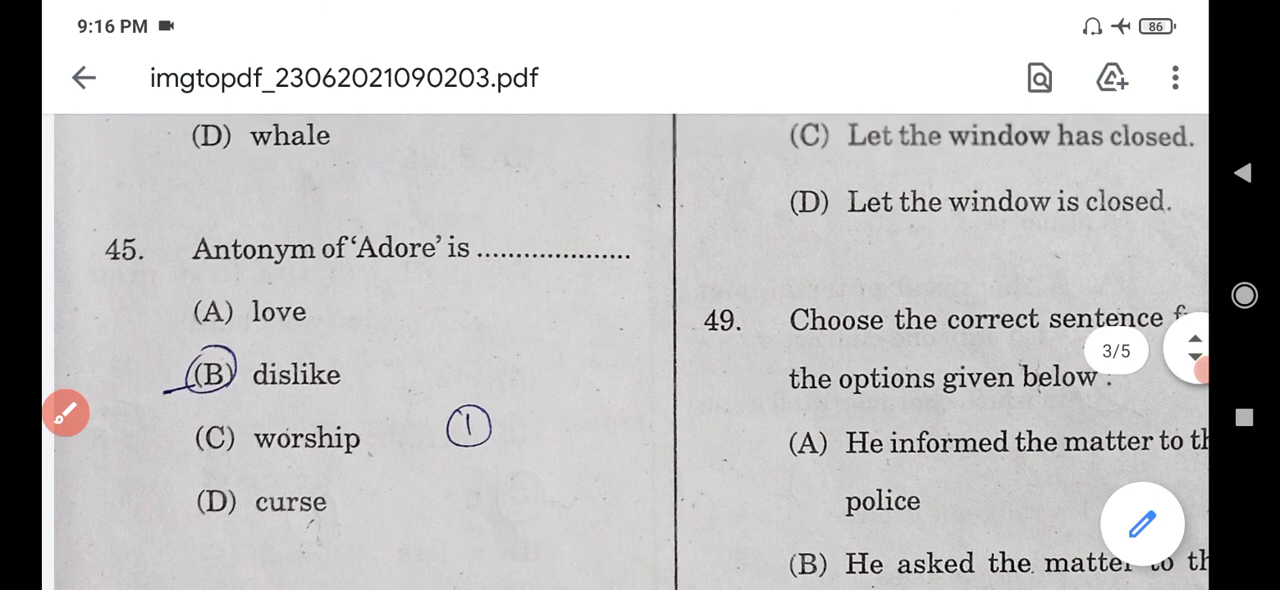 9:16 PM
86
imgtopdf_23062021090203.pdf
(D) whale
45. Antonym of 'Adore' is ....................
(A) love
(B) dislike
(C) worship
(D) curse
1
(C) Let the window has closed.
(D) Let the window is closed.
49. Choose the correct sentence
the options given below :
(A) He informed the matter to
police
(B) He asked the matter to
3/5